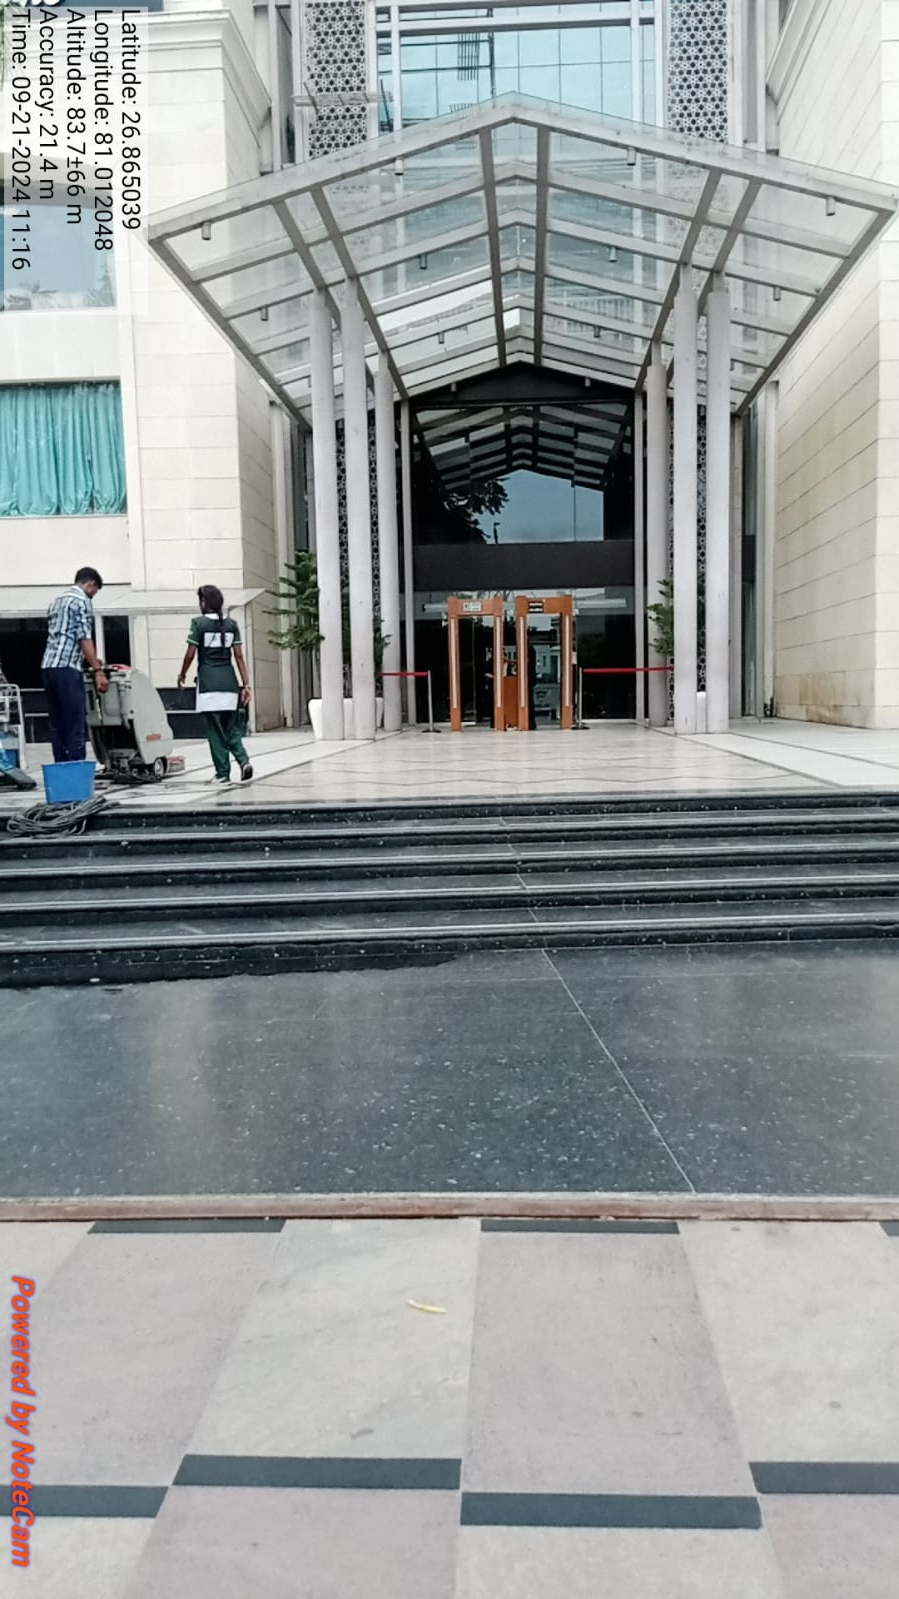 Latitude: 26.865039
Longitude: 81.012048
Altitude: 83.7±66 m
Accuracy: 21.4 m
Time: 09-21-2024 11:16
Powered by NoteCam